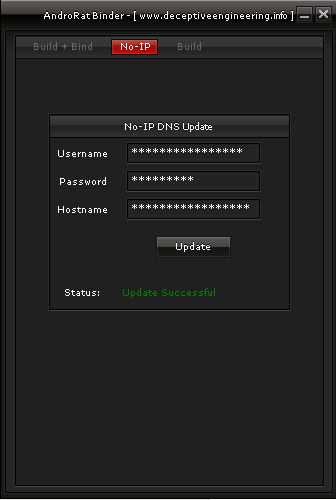 AndroRat Binder - [ www.deceptiveengineering.info ]
Build + Bind No-IP Build
No-IP DNS Update
Username ****************
Password *********
Hostname *****************
Update
Status: Update Successful